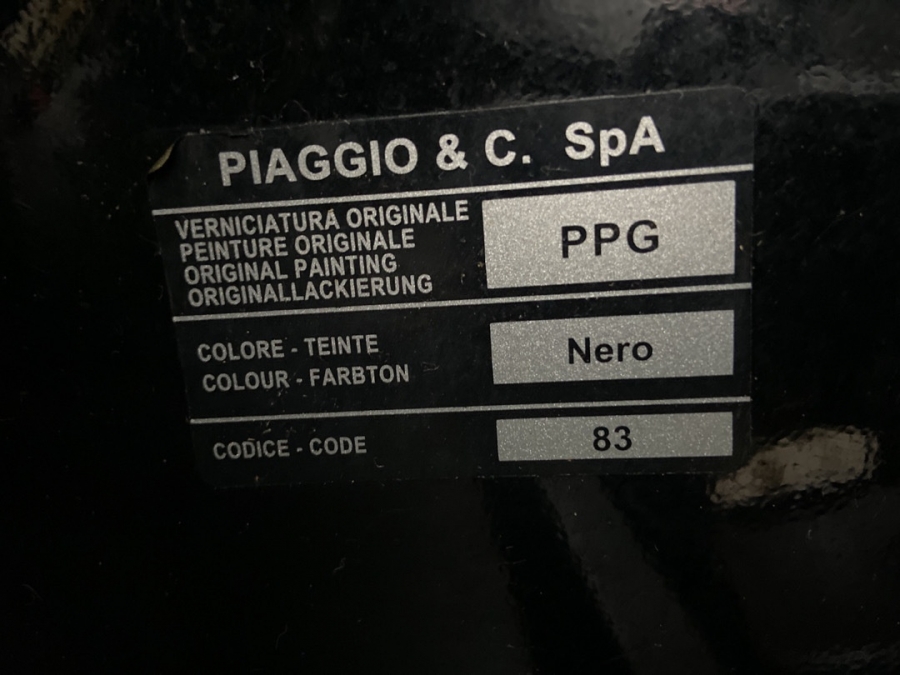 PIAGGIO & C. SpA
VERNICIATURA ORIGINALE
PEINTURE ORIGINALE
ORIGINAL PAINTING
ORIGINALLACKIERUNG
PPG
COLORE - TEINTE
COLOUR - FARBTON
Nero
CODICE - CODE
83